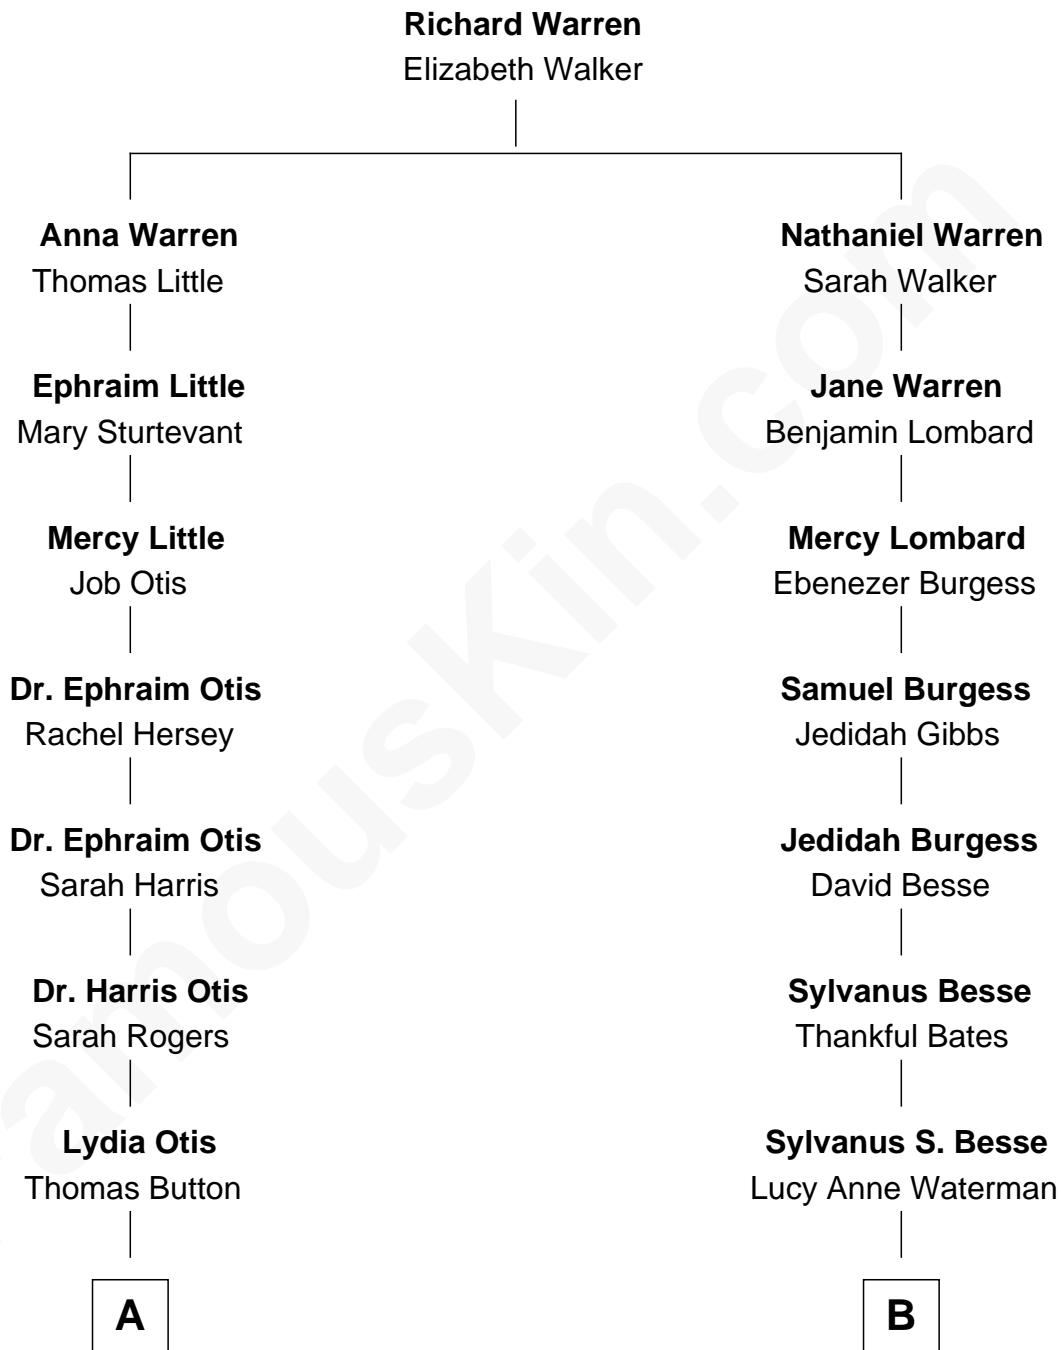 Richard Warren
Elizabeth Walker
Anna Warren
Thomas Little
Nathaniel Warren
Sarah Walker
Ephraim Little
Mary Sturtevant
Jane Warren
Benjamin Lombard
Mercy Little
Job Otis
Mercy Lombard
Ebenezer Burgess
Dr. Ephraim Otis
Rachel Hersey
Samuel Burgess
Jedidah Gibbs
Dr. Ephraim Otis
Sarah Harris
Jedidah Burgess
David Besse
Dr. Harris Otis
Sarah Rogers
Sylvanus Besse
Thankful Bates
Lydia Otis
Thomas Button
Sylvanus S. Besse
Lucy Anne Waterman
A
B
amousKin.com